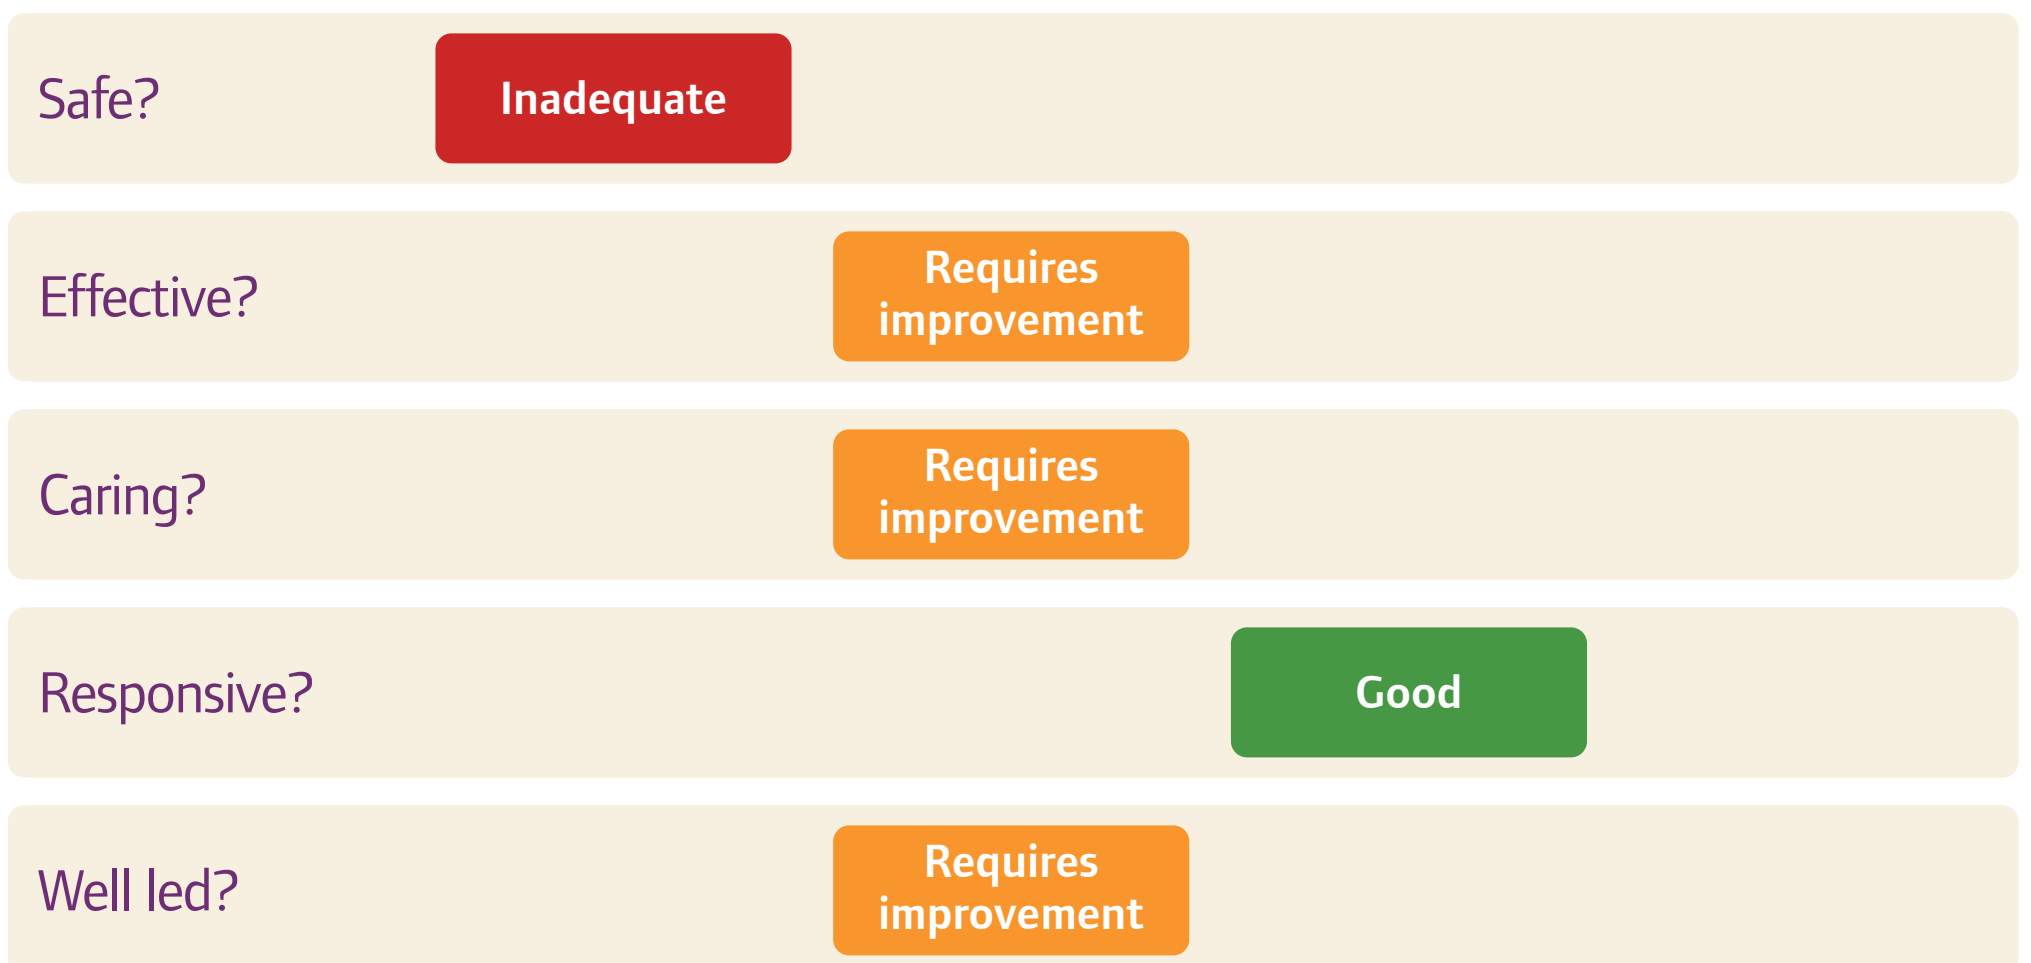 Safe?
Inadequate
Effective?
Requires
improvement
Caring?
Requires
improvement
Responsive?
Good
Well led?
Requires
improvement